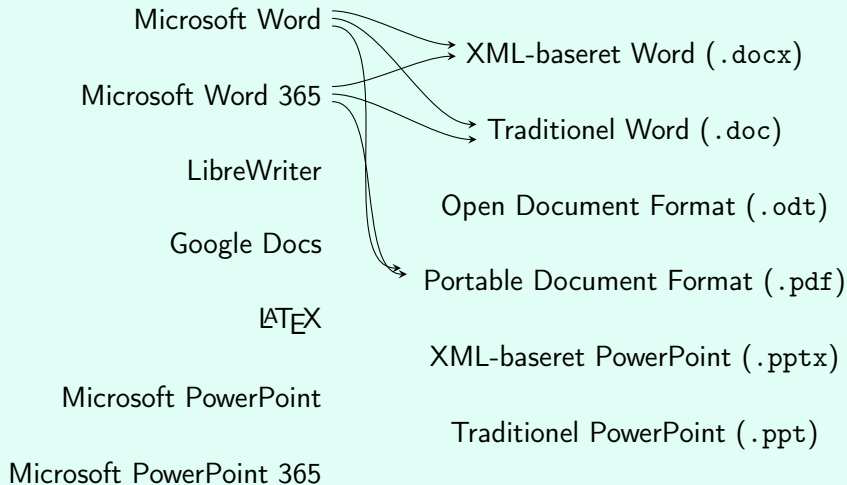 Microsoft Word
Microsoft Word 365
LibreWriter
Google Docs
LATEX
Microsoft PowerPoint
Microsoft PowerPoint 365
XML-baseret Word (.docx)
Traditionel Word (.doc)
Open Document Format (.odt)
Portable Document Format (.pdf)
XML-baseret PowerPoint (.pptx)
Traditionel PowerPoint (.ppt)